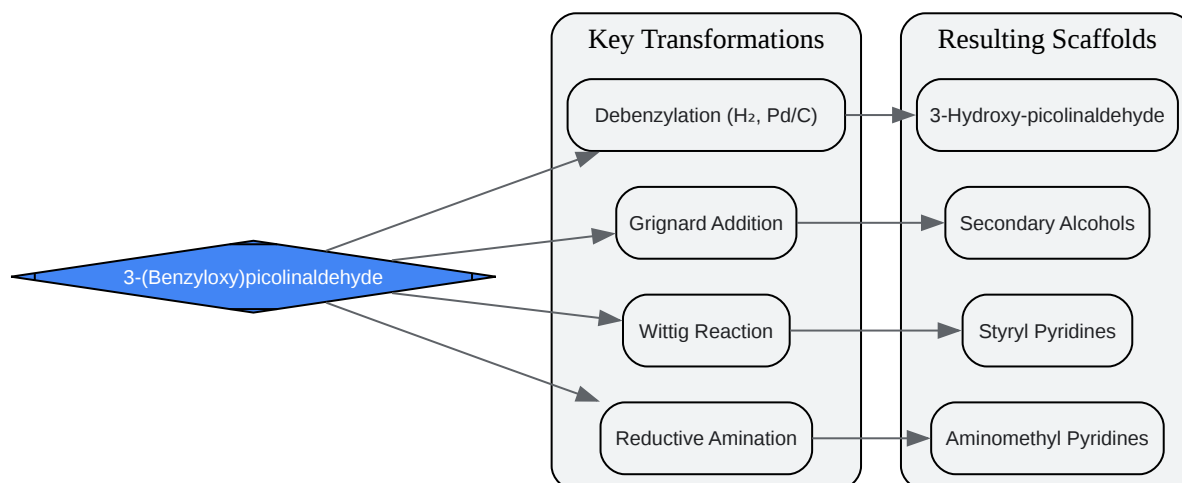 Key Transformations
Resulting Scaffolds
Debenzylation (H₂, Pd/C)
3-Hydroxy-picolinaldehyde
Grignard Addition
Secondary Alcohols
3-(Benzyloxy)picolinaldehyde
Wittig Reaction
Styryl Pyridines
Reductive Amination
Aminomethyl Pyridines